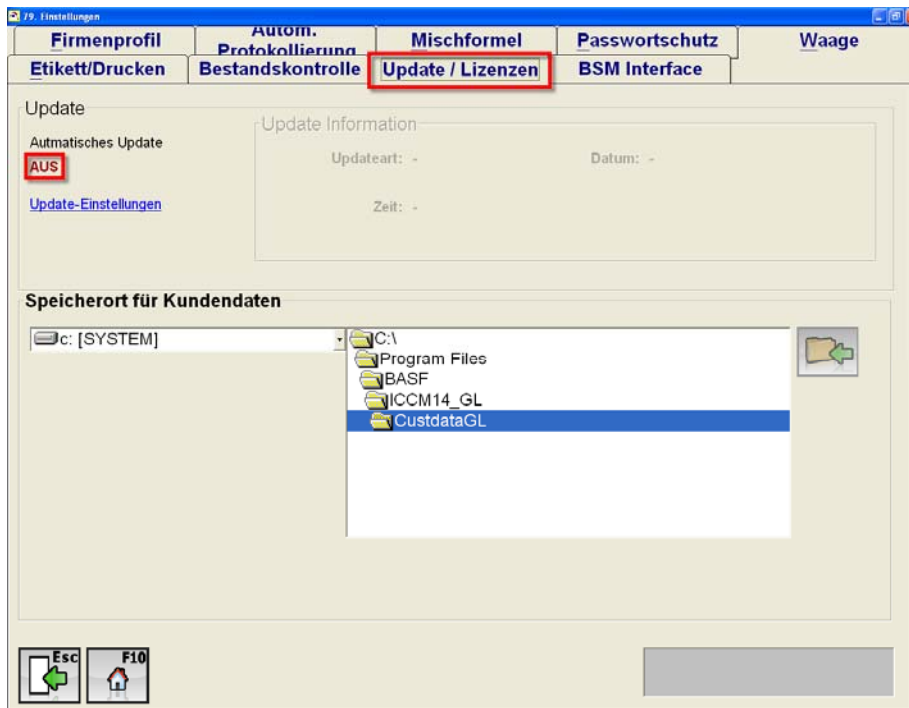 79. Einstellungen
Firmenprofil
Autom.
Protokollierung
Mischformel
Passwortschutz
Waage
Etikett/Drucken
Bestandskontrolle
Update / Lizenzen
BSM Interface
Update
Autmatisches Update
AUS
Update-Einstellungen
Update Information
Updateart: -
Datum: -
Zeit: -
Speicherort für Kundendaten
c: [SYSTEM]
C:\
Program Files
BASF
ICCM14_GL
CustdataGL
Esc
F10